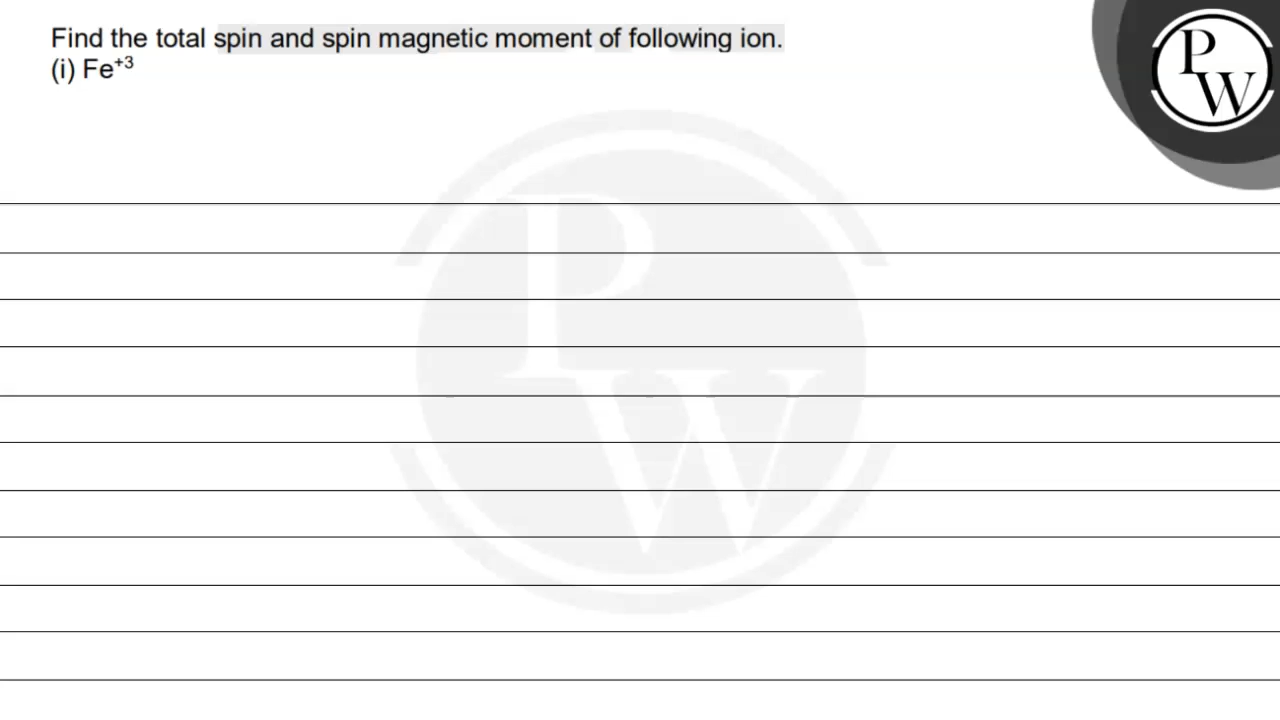 Find the total spin and spin magnetic moment of following ion.
(i) Fe⁺³
P
W
P
W